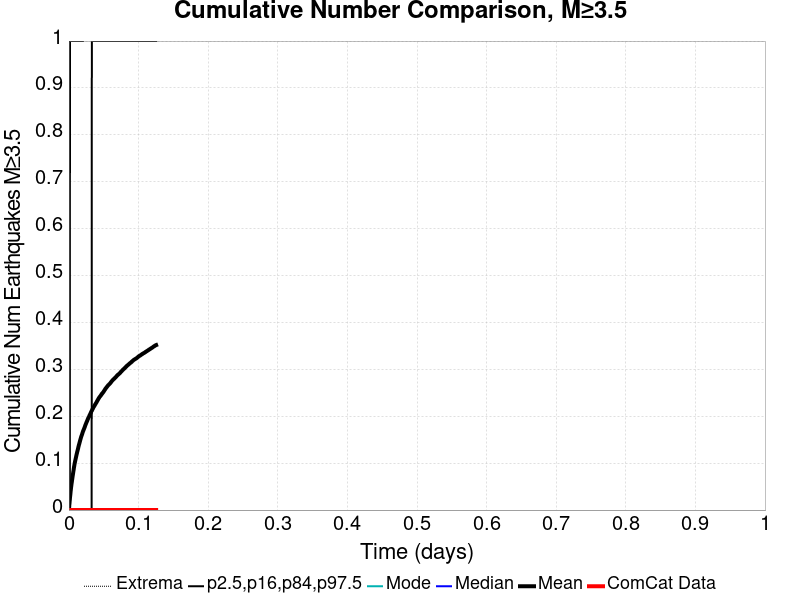 Cumulative Number Comparison, M≥3.5
Cumulative Num Earthquakes M≥3.5
1
0.9
0.8
0.7
0.6
0.5
0.4
0.3
0.2
0.1
0
0 0.1 0.2 0.3 0.4 0.5 0.6 0.7 0.8 0.9 1
Time (days)
Extrema p2.5,p16,p84,p97.5 Mode Median Mean ComCat Data